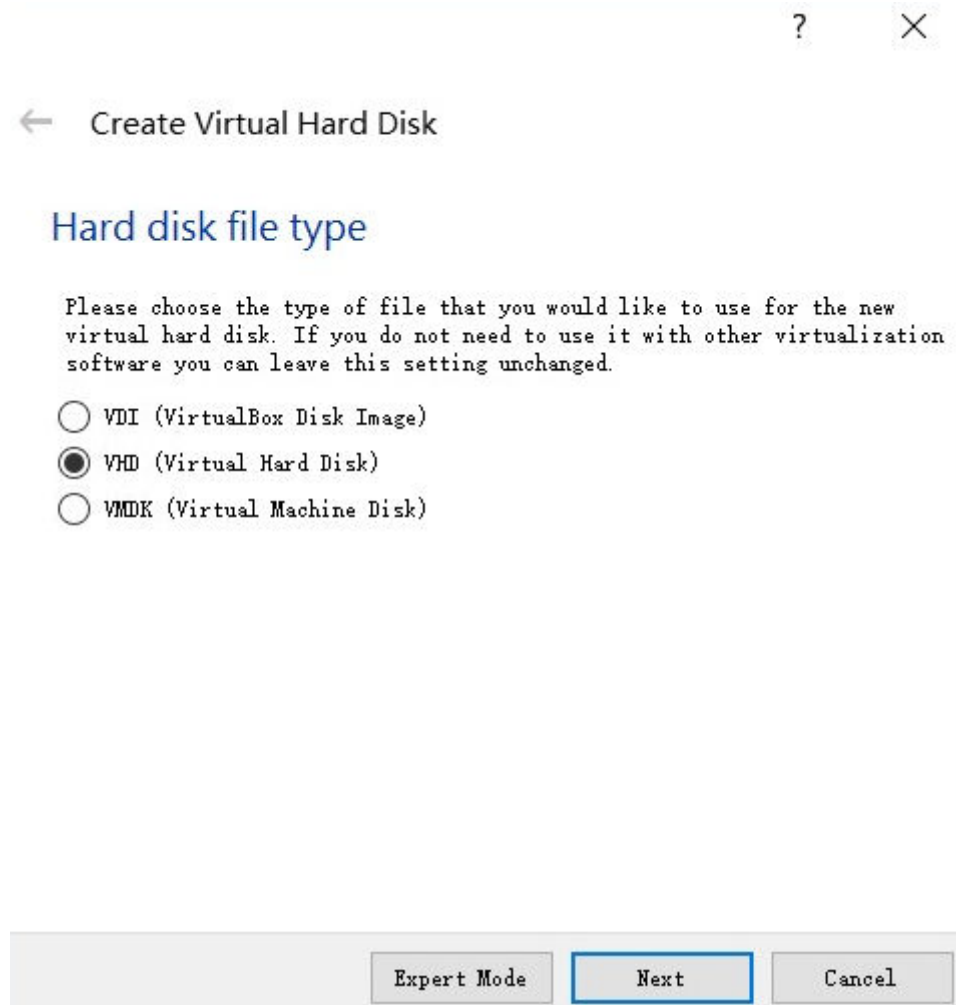 ?
Create Virtual Hard Disk
Hard disk file type
Please choose the type of file that you would like to use for the new
virtual hard disk. If you do not need to use it with other virtualization
software you can leave this setting unchanged.
VDI (VirtualBox Disk Image)
VHD (Virtual Hard Disk)
VMDK (Virtual Machine Disk)
Expert Mode Next Cancel